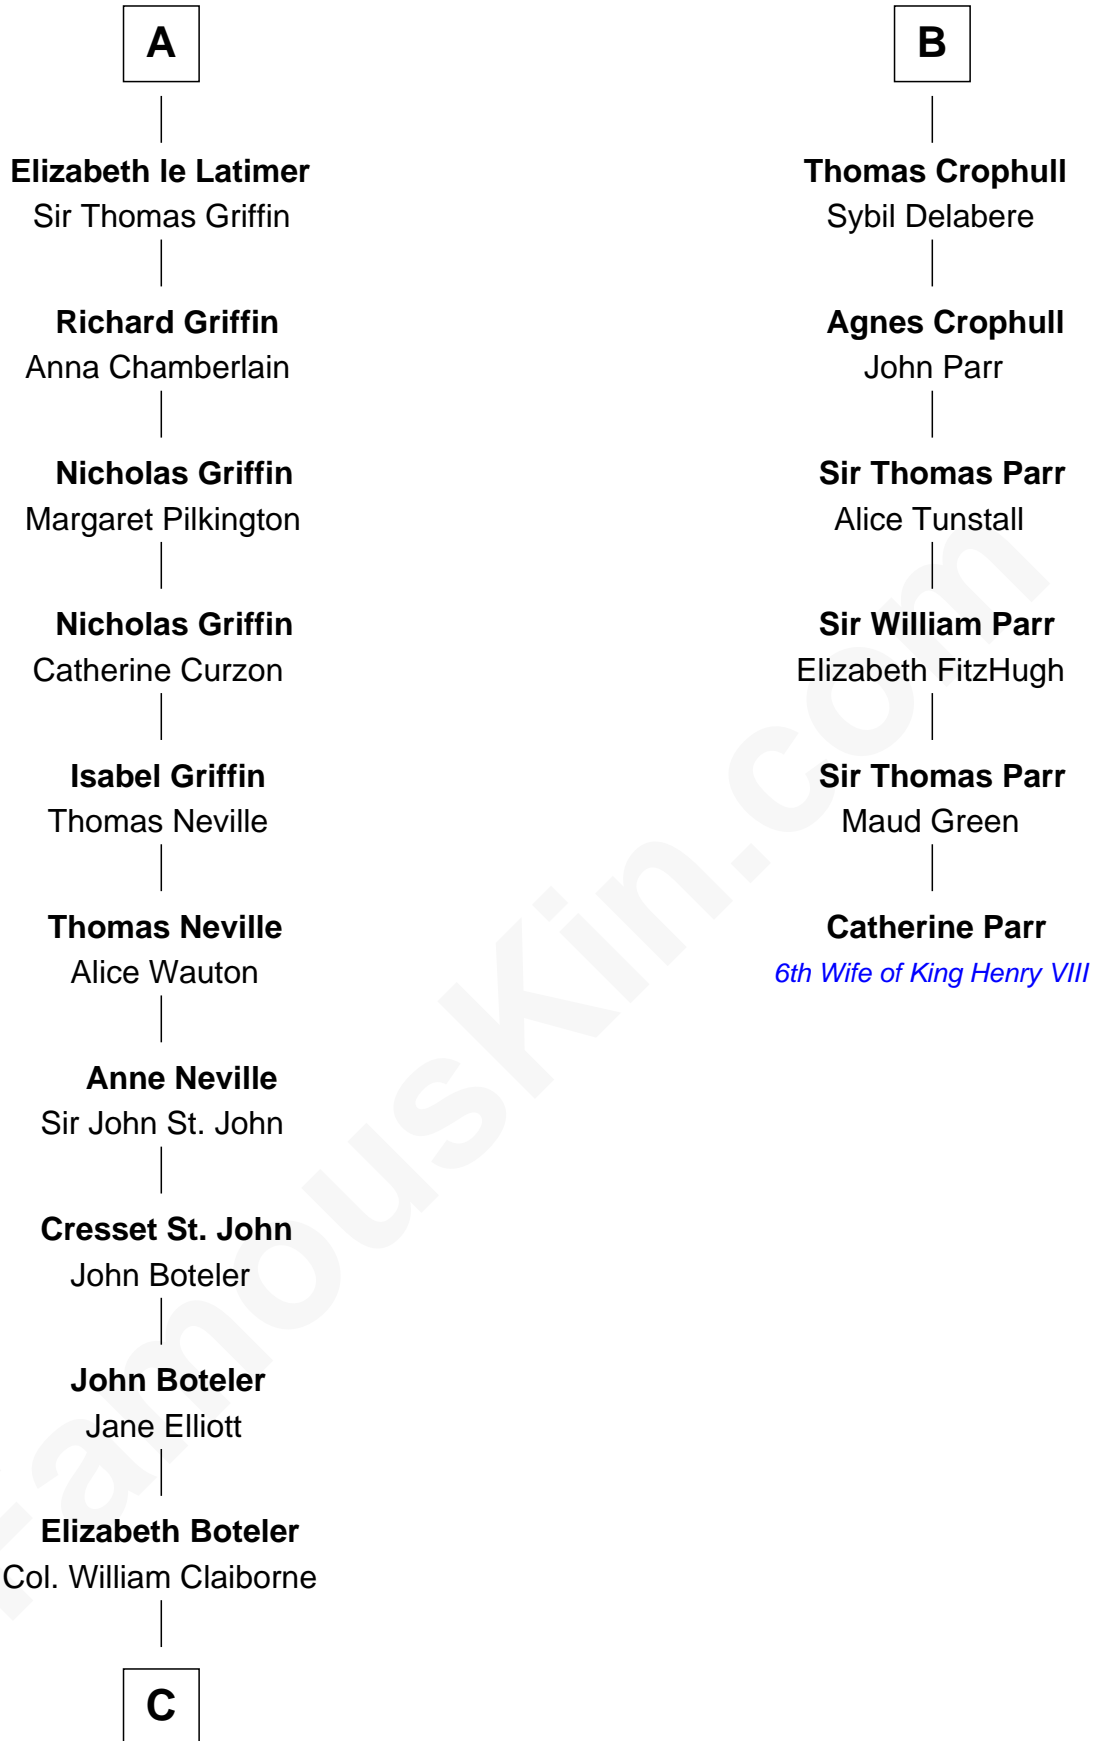 A
Elizabeth le Latimer
Sir Thomas Griffin
Richard Griffin
Anna Chamberlain
Nicholas Griffin
Margaret Pilkington
Nicholas Griffin
Catherine Curzon
Isabel Griffin
Thomas Neville
Thomas Neville
Alice Wauton
Anne Neville
Sir John St. John
Cresset St. John
John Boteler
John Boteler
Jane Elliott
Elizabeth Boteler
Col. William Claiborne
C
B
Thomas Crophull
Sybil Delabere
Agnes Crophull
John Parr
Sir Thomas Parr
Alice Tunstall
Sir William Parr
Elizabeth FitzHugh
Sir Thomas Parr
Maud Green
Catherine Parr
6th Wife of King Henry VIII
FamousKin.com